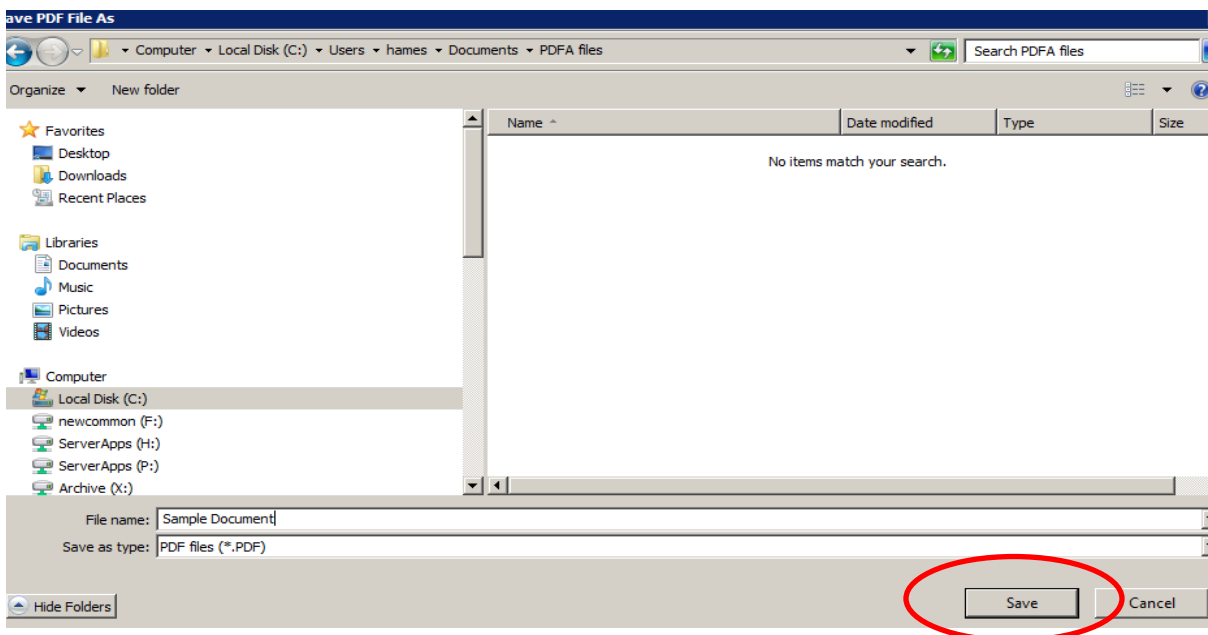 ave PDF File As
Computer Local Disk (C:) Users hames Documents PDFA files
Search PDFA files
Organize New folder
Name Date modified Type Size
No items match your search.
Favorites
Desktop
Downloads
Recent Places
Libraries
Documents
Music
Pictures
Videos
Computer
Local Disk (C:)
newcommon (F:)
ServerApps (H:)
ServerApps (P:)
Archive (X:)
File name: Sample Document
Save as type: PDF files (*.PDF)
Hide Folders
Save
Cancel